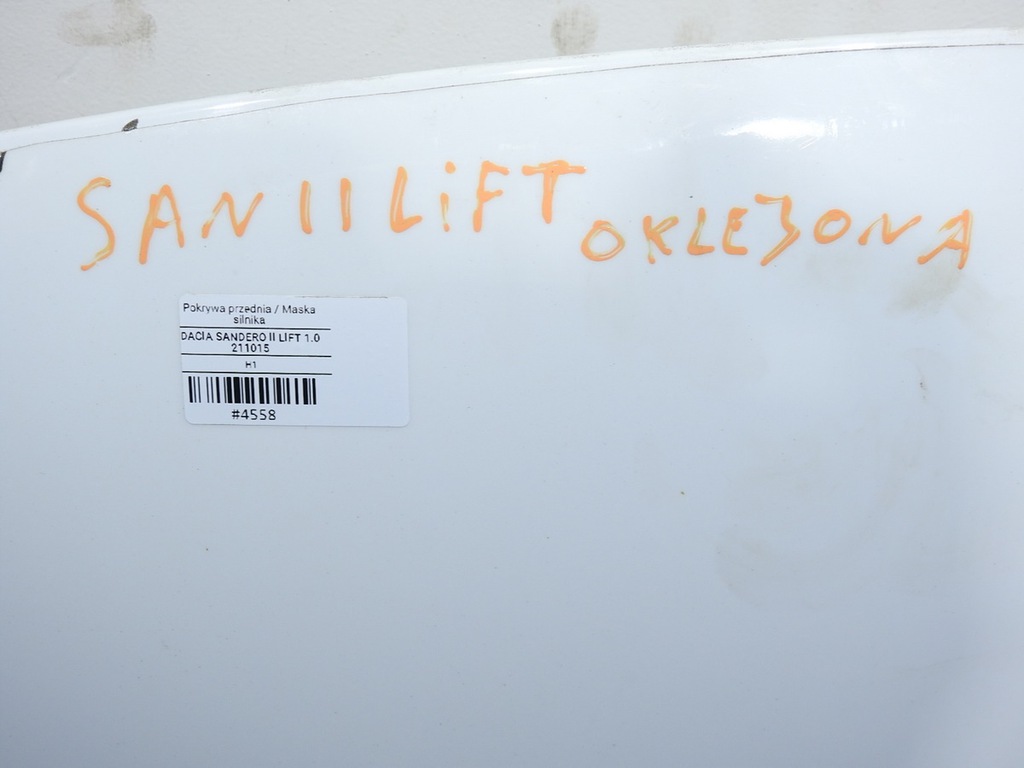 SAN II LiFT
OKLEJONA
Pokrywa przednia / Maska
silnika
DACIA SANDERO II LIFT 1.0
211015
H1
#4558